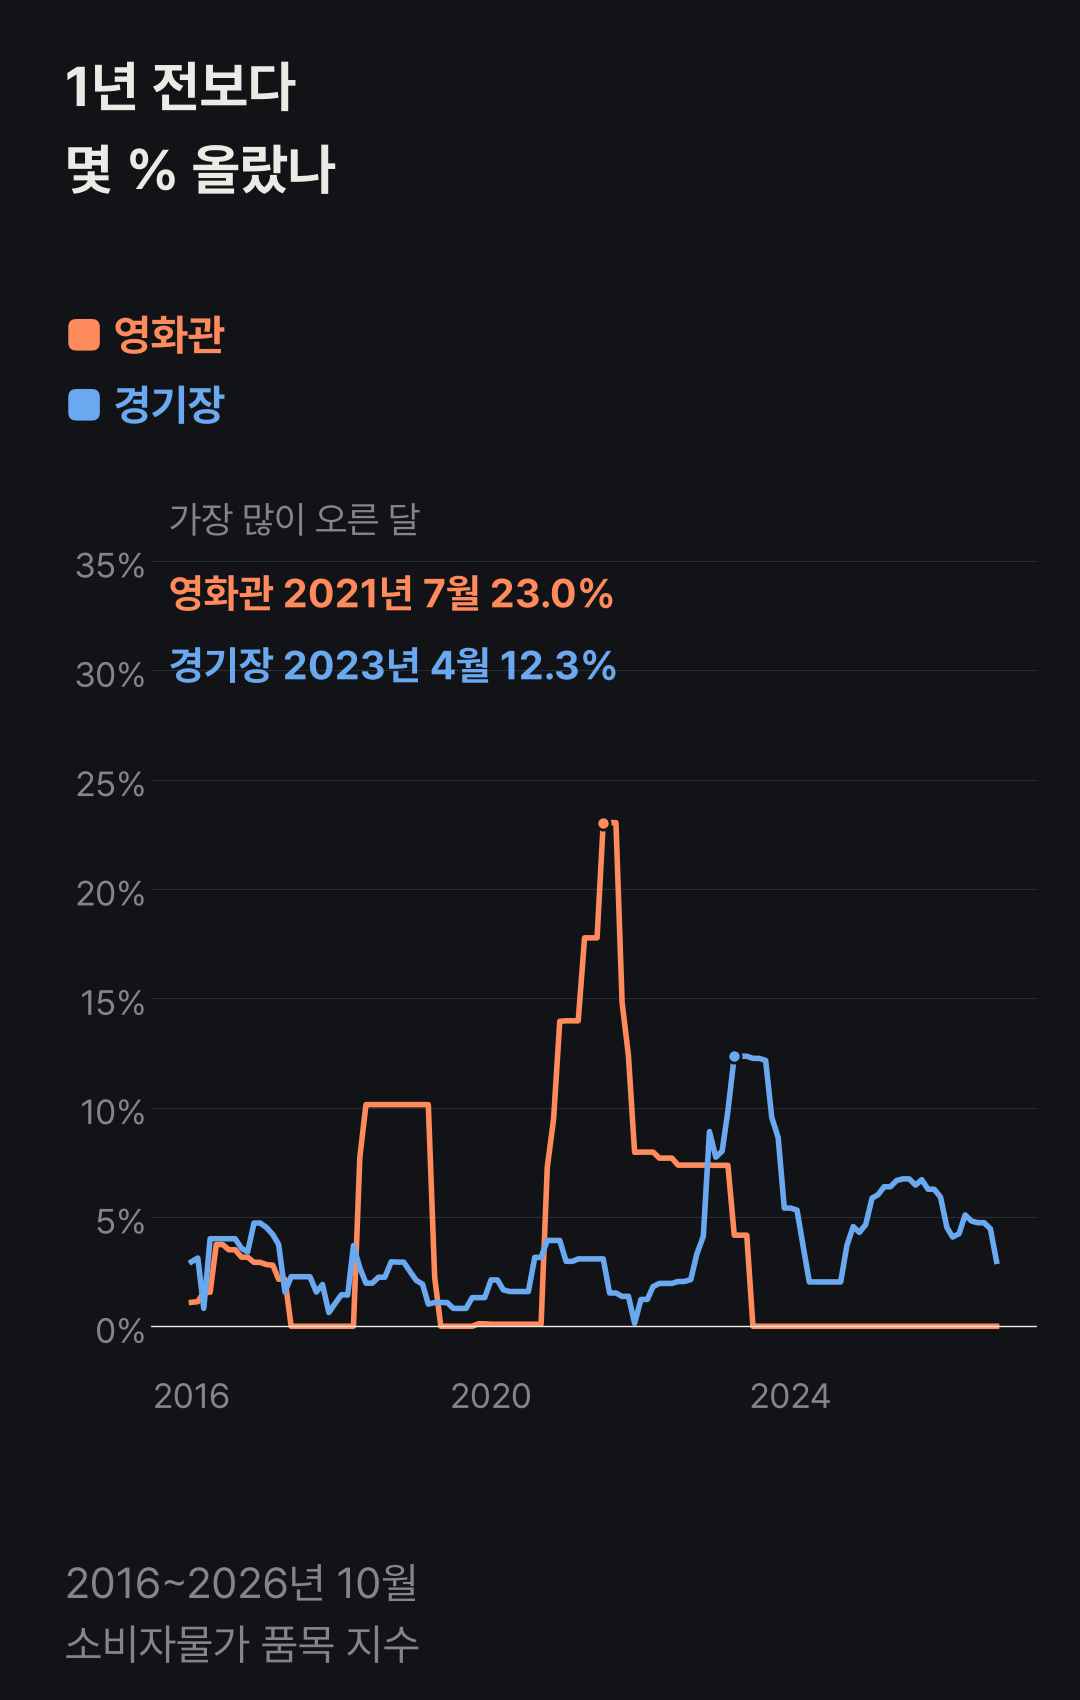 1년 전보다
몇 % 올랐나
영화관
경기장
가장 많이 오른 달
35%
영화관 2021년 7월 23.0%
경기장 2023년 4월 12.3%
30%
25%
20%
15%
10%
5%
0%
2016 2020 2024
2016~2026년 10월
소비자물가 품목 지수